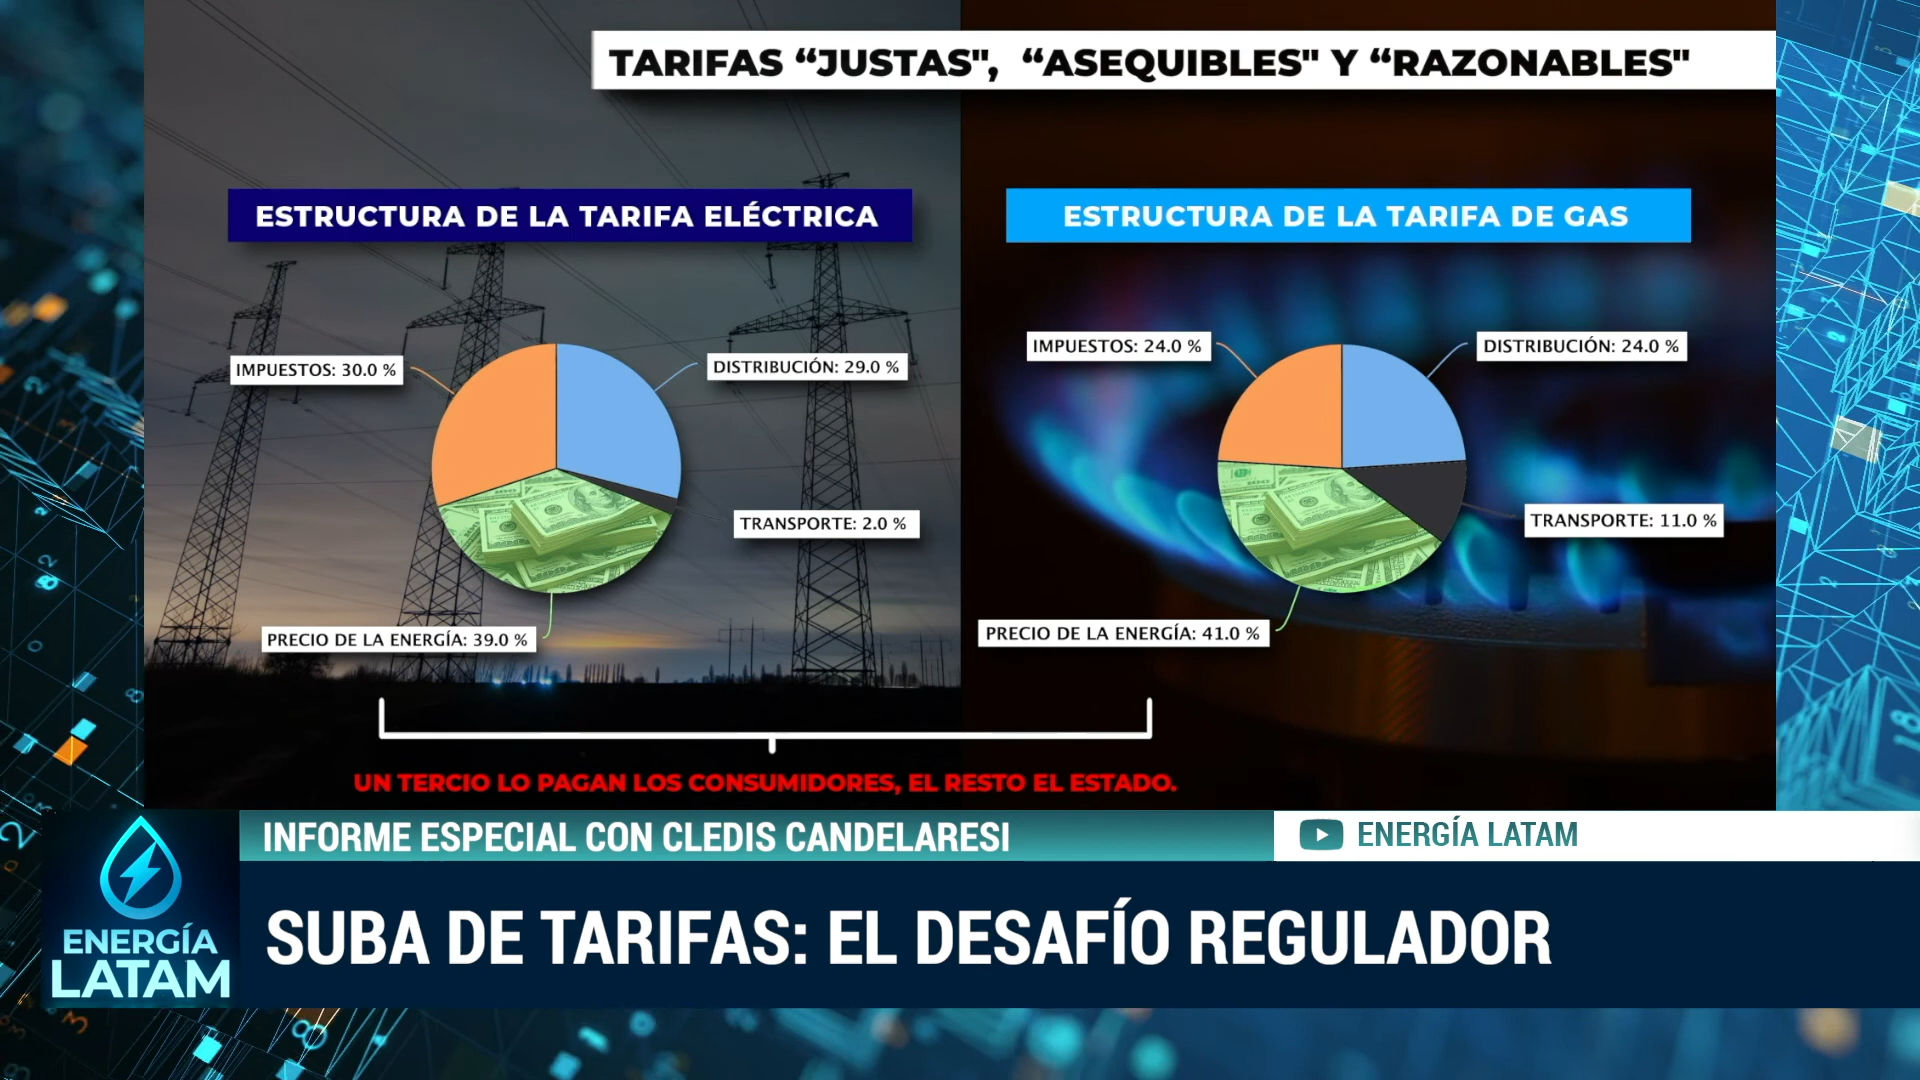 TARIFAS “JUSTAS", “ASEQUIBLES" Y “RAZONABLES"
ESTRUCTURA DE LA TARIFA ELÉCTRICA
IMPUESTOS: 30.0 %
DISTRIBUCIÓN: 29.0 %
TRANSPORTE: 2.0 %
PRECIO DE LA ENERGÍA: 39.0 %
ESTRUCTURA DE LA TARIFA DE GAS
IMPUESTOS: 24.0 %
DISTRIBUCIÓN: 24.0 %
TRANSPORTE: 11.0 %
PRECIO DE LA ENERGÍA: 41.0 %
UN TERCIO LO PAGAN LOS CONSUMIDORES, EL RESTO EL ESTADO.
INFORME ESPECIAL CON CLEDIS CANDELARESI
ENERGÍA LATAM
SUBA DE TARIFAS: EL DESAFÍO REGULADOR
ENERGÍA
LATAM